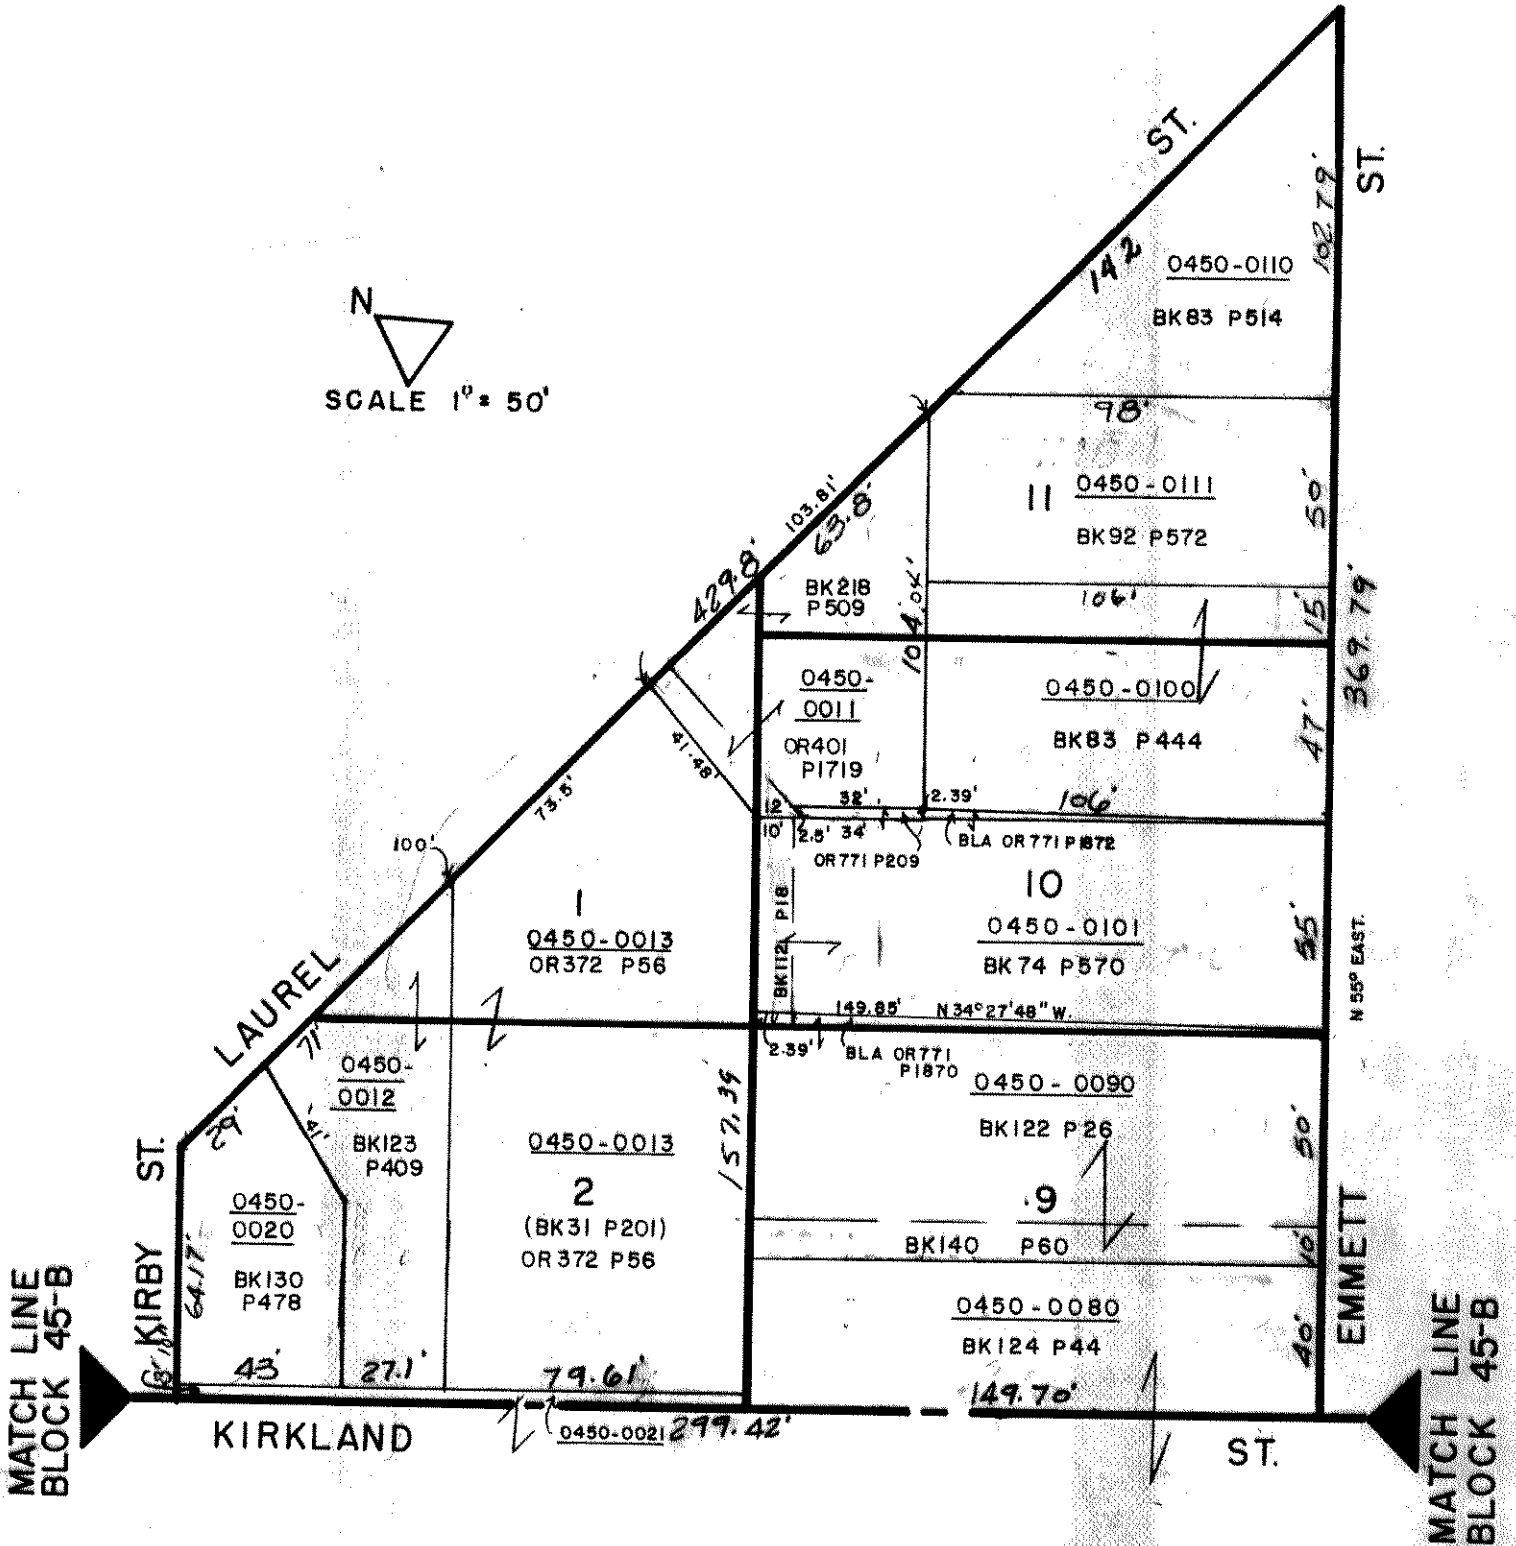 ST.
ST.
102.79'
142
0450-0110
BK83 P514
N
SCALE 1" = 50'
98'
11
0450-0111
BK92 P572
50'
103.81'
63.8'
429.8'
BK218
P509
104.04'
106'
15'
369.79'
0450-
0011
OR401
P1719
0450-0100
BK83 P444
47'
41.48'
73.5'
100'
12
32'
2.39'
106'
10'
2.5'
34'
OR771 P209
BLA OR771 P1872
1
0450-0013
OR372 P56
BK112 P18
10
0450-0101
BK74 P570
55'
N 55° EAST.
LAUREL
149.85'
N 34° 27' 48" W.
71'
2.39'
BLA OR771
P1870
0450-
0012
BK123
P409
29'
41'
157.39
0450-0090
BK122 P26
50'
0450-0013
2
(BK31 P201)
OR372 P56
KIRBY ST.
64.17'
0450-
0020
BK130
P478
9
BK140 P60
10'
0450-0080
BK124 P44
40'
EMMETT
43'
27.1'
79.61'
149.70'
KIRKLAND
0450-0021
299.42'
ST.
MATCH LINE
BLOCK 45-B
MATCH LINE
BLOCK 45-B